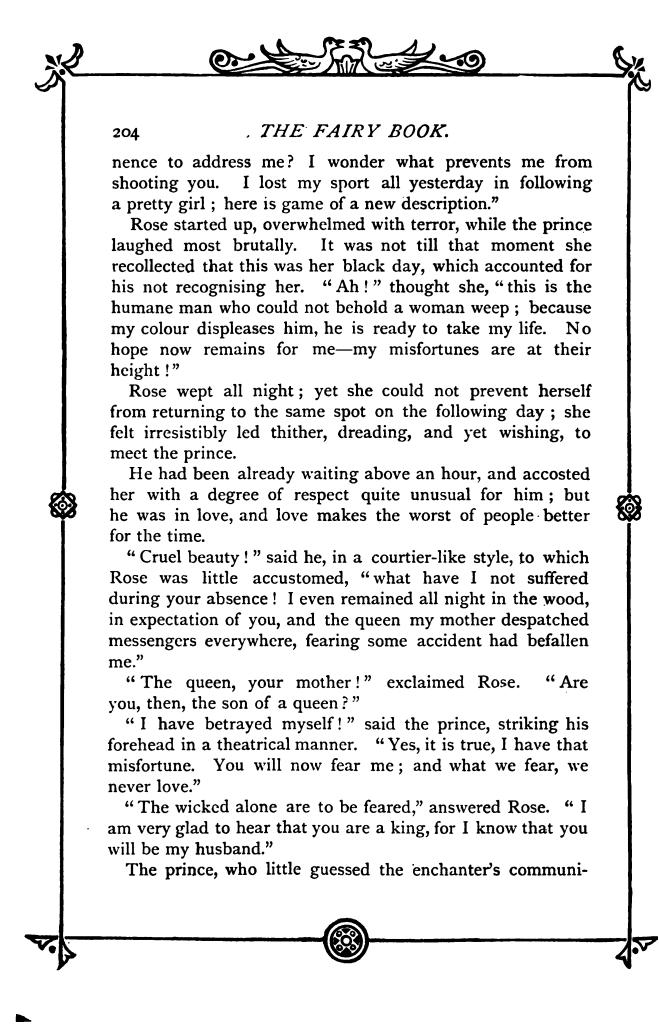 204 . THE FAIRY BOOK.
nence to address me? I wonder what prevents me from
shooting you. I lost my sport all yesterday in following
a pretty girl ; here is game of a new description.”
Rose started up, overwhelmed with terror, while the prince
laughed most brutally. It was not till that moment she
recollected that this was her black day, which accounted for
his not recognising her. “ Ah ! ” thought she, “ this is the
humane man who could not behold a woman weep ; because
my colour displeases him, he is ready to take my life. No
hope now remains for me—my misfortunes are at their
height ! ”
Rose wept all night ; yet she could not prevent herself
from returning to the same spot on the following day ; she
felt irresistibly led thither, dreading, and yet wishing, to
meet the prince.
He had been already waiting above an hour, and accosted
her with a degree of respect quite unusual for him ; but
he was in love, and love makes the worst of people better
for the time.
“ Cruel beauty ! ” said he, in a courtier-like style, to which
Rose was little accustomed, “ what have I not suffered
during your absence ! I even remained all night in the wood,
in expectation of you, and the queen my mother despatched
messengers everywhere, fearing some accident had befallen
me.”
“ The queen, your mother ! ” exclaimed Rose. “ Are
you, then, the son of a queen ? ”
“ I have betrayed myself ! ” said the prince, striking his
forehead in a theatrical manner. “ Yes, it is true, I have that
misfortune. You will now fear me ; and what we fear, we
never love.”
“ The wicked alone are to be feared,” answered Rose. “ I
am very glad to hear that you are a king, for I know that you
will be my husband.”
The prince, who little guessed the enchanter’s communi-